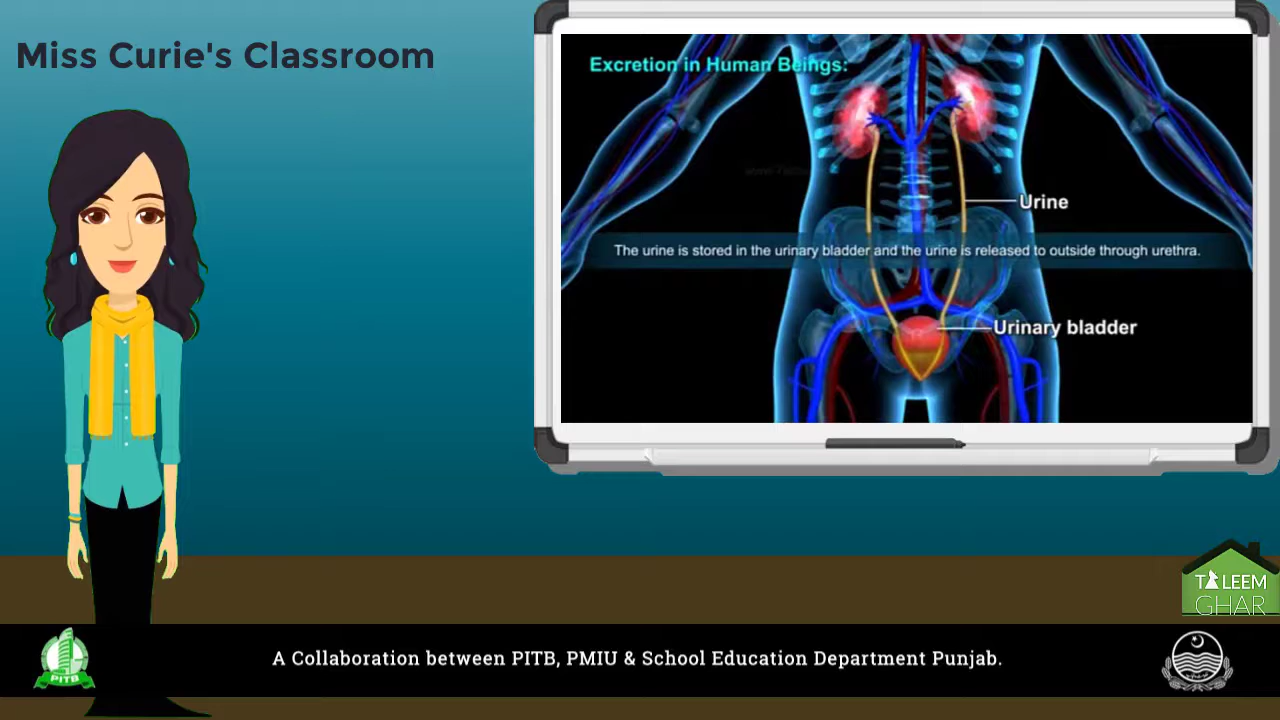 Miss Curie's Classroom
Excretion in Human Beings:
Urine
The urine is stored in the urinary bladder and the urine is released to outside through urethra.
Urinary bladder
TALEEM
GHAR
PITB
A Collaboration between PITB, PMIU & School Education Department Punjab.